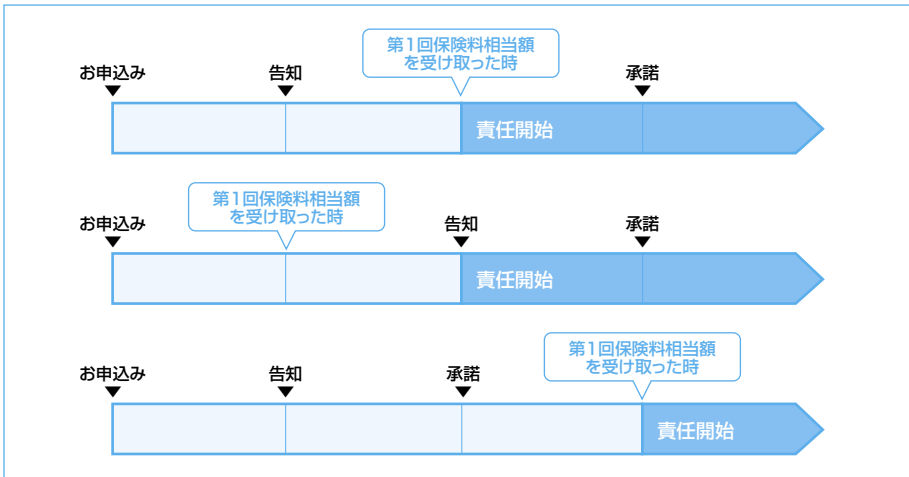 第1回保険料相当額
を受け取った時
お申込み
告知
承諾
責任開始
第1回保険料相当額
を受け取った時
お申込み
告知
承諾
責任開始
第1回保険料相当額
を受け取った時
お申込み
告知
承諾
責任開始